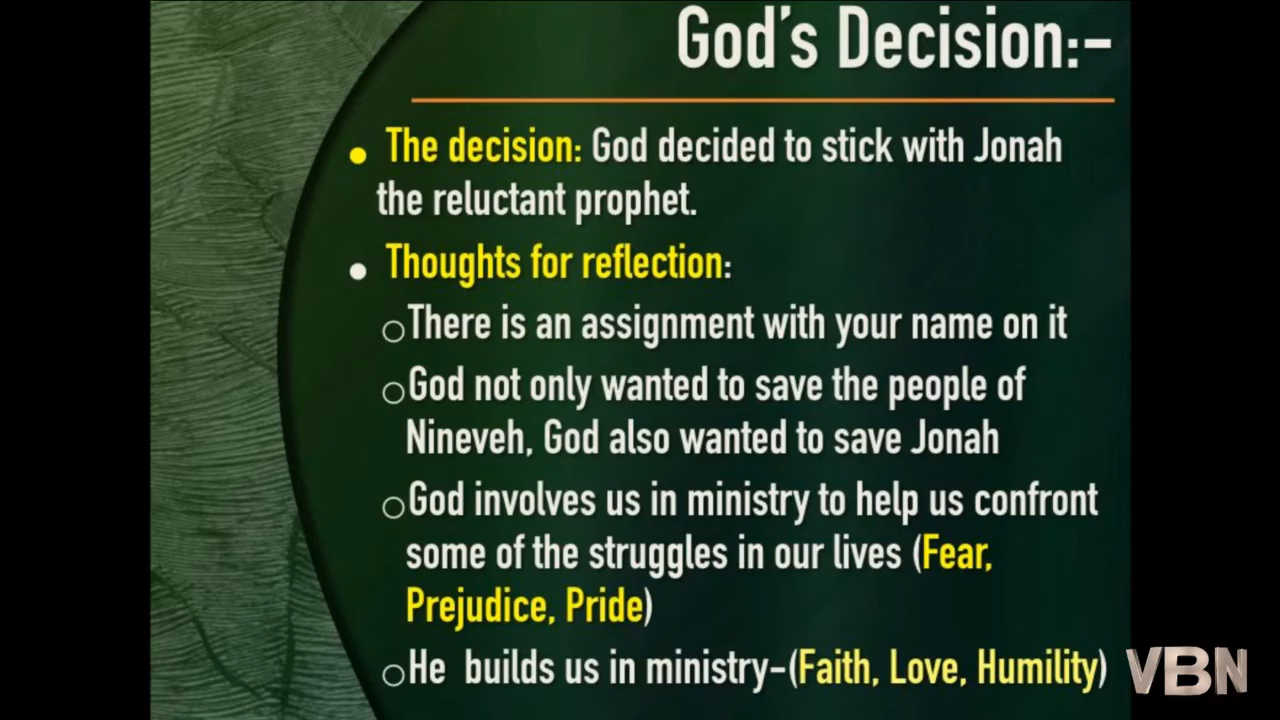 God's Decision:-
• The decision: God decided to stick with Jonah
the reluctant prophet.
• Thoughts for reflection:
○There is an assignment with your name on it
○God not only wanted to save the people of
Nineveh, God also wanted to save Jonah
○God involves us in ministry to help us confront
some of the struggles in our lives (Fear,
Prejudice, Pride)
○He builds us in ministry-(Faith, Love, Humility)
VBN